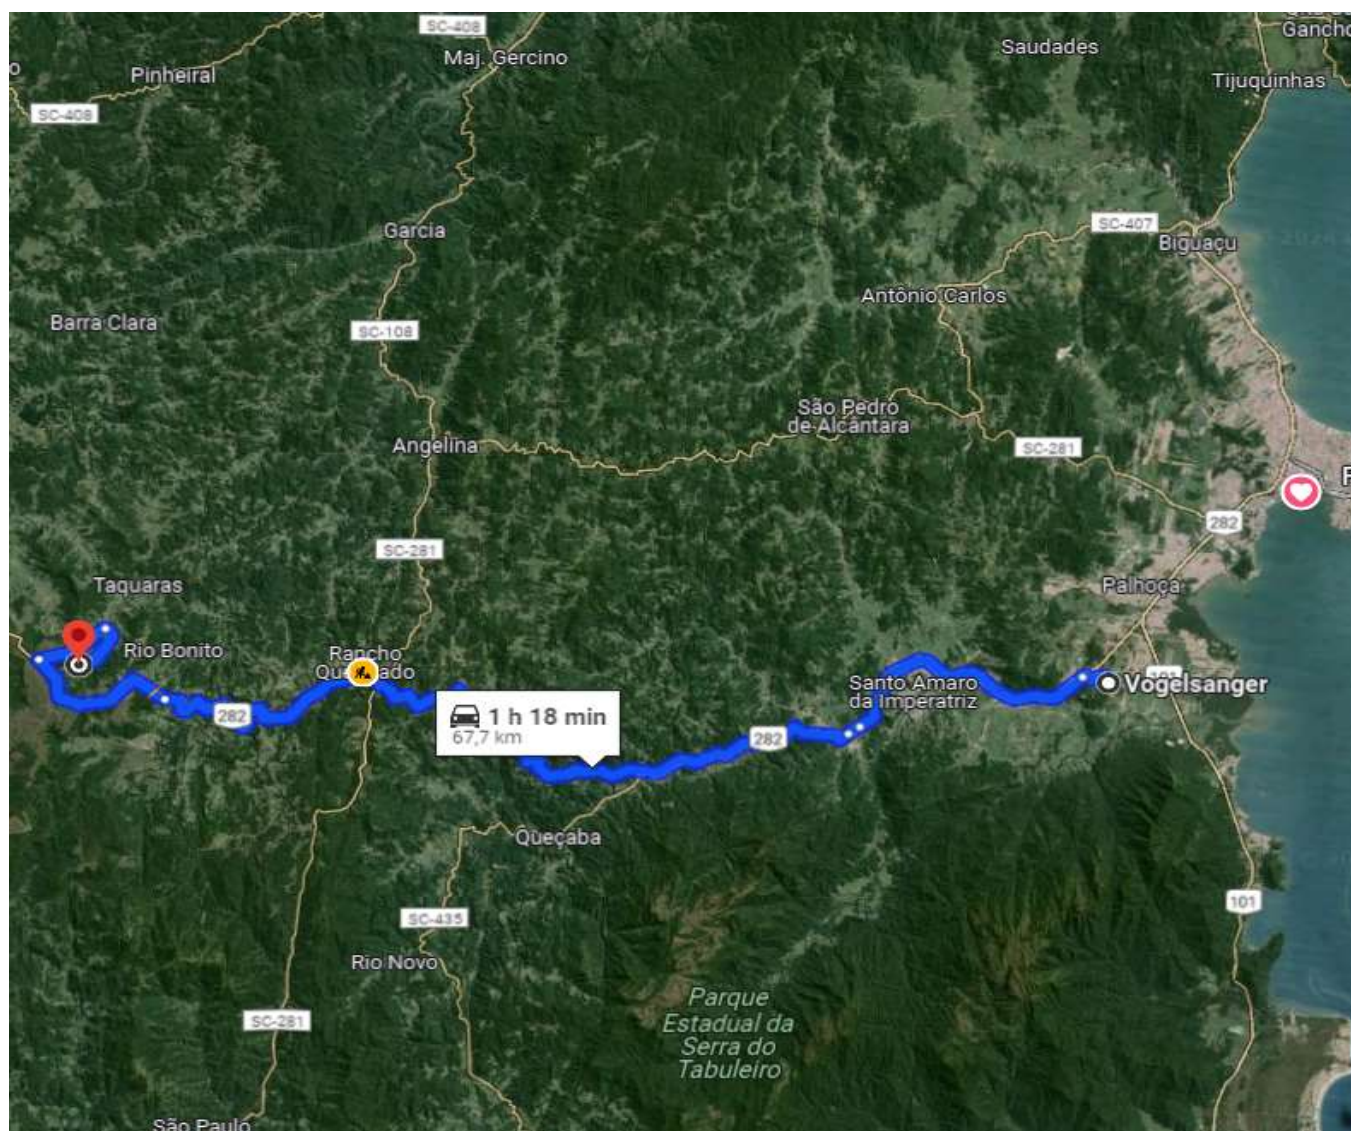 SC-408
Saudades
Gancho
Maj. Gercino
Pinheiral
Tijuquinhas
SC-408
SC-407
Garcia
Biguaçu
Antônio Carlos
Barra Clara
SC-108
São Pedro
de Alcântara
Angelina
SC-281
F
282
SC-281
Taquaras
Palhoça
Rio Bonito
Rancho
Santo Amaro
da Imperatriz
Vogelsanger
282
1 h 18 min
67,7 km
282
Queçaba
101
SC-435
Rio Novo
Parque
Estadual da
Serra do
Tabuleiro
SC-281
São Paulo